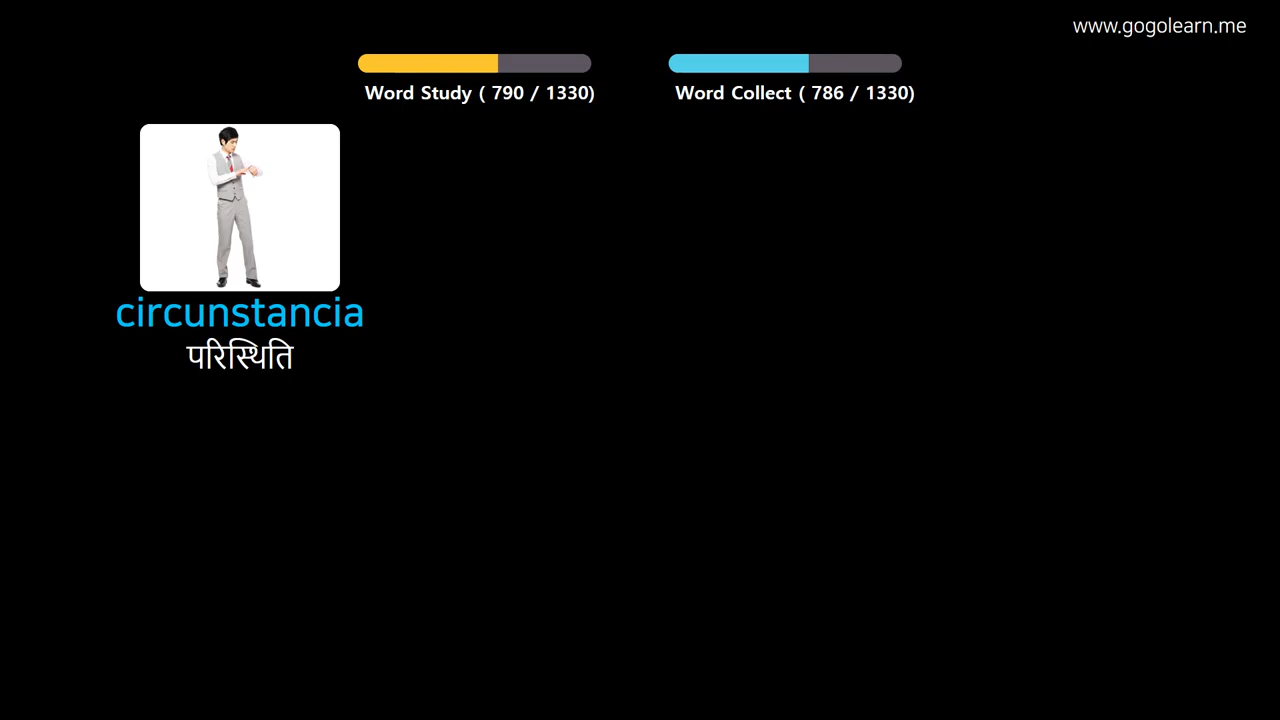 www.gogolearn.me
Word Study ( 790 / 1330)
Word Collect ( 786 / 1330)
circunstancia
परिस्थिति